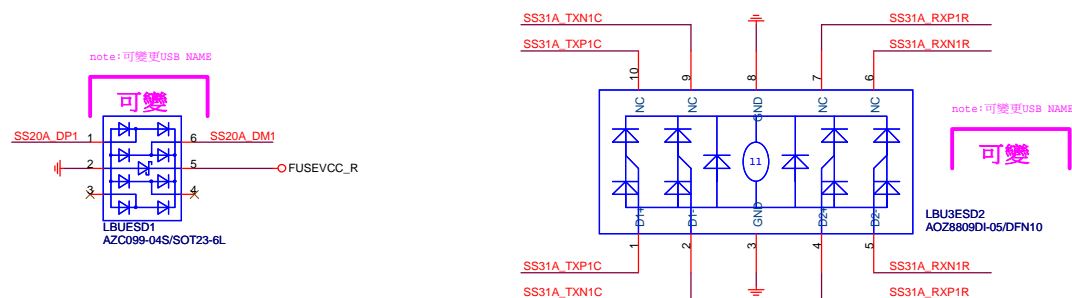 note:可變更USB NAME
可變
SS20A_DP1
1
6
SS20A_DM1
2
5
FUSEVCC_R
3
4
LBUESD1
AZC099-04S/SOT23-6L
SS31A_TXN1C
SS31A_RXP1R
SS31A_TXP1C
SS31A_RXN1R
10
9
8
7
6
NC
NC
GND
NC
NC
11
D1+
D1-
GND
D2+
D2-
1
2
3
4
5
note:可變更USB NAME
可變
LBU3ESD2
AOZ8809DI-05/DFN10
SS31A_TXP1C
SS31A_RXN1R
SS31A_TXN1C
SS31A_RXP1R